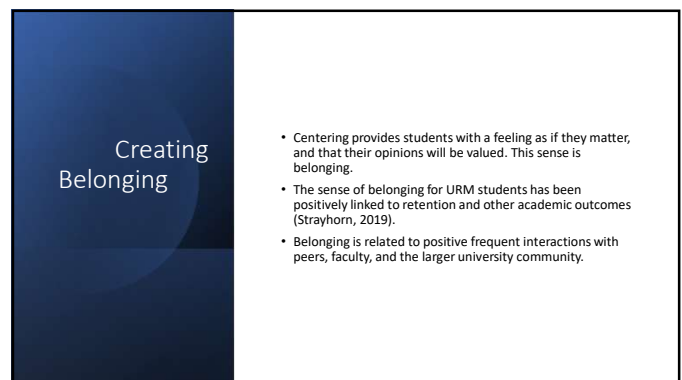 Creating
Belonging
• Centering provides students with a feeling as if they matter,
and that their opinions will be valued. This sense is
belonging.
• The sense of belonging for URM students has been
positively linked to retention and other academic outcomes
(Strayhorn, 2019).
• Belonging is related to positive frequent interactions with
peers, faculty, and the larger university community.